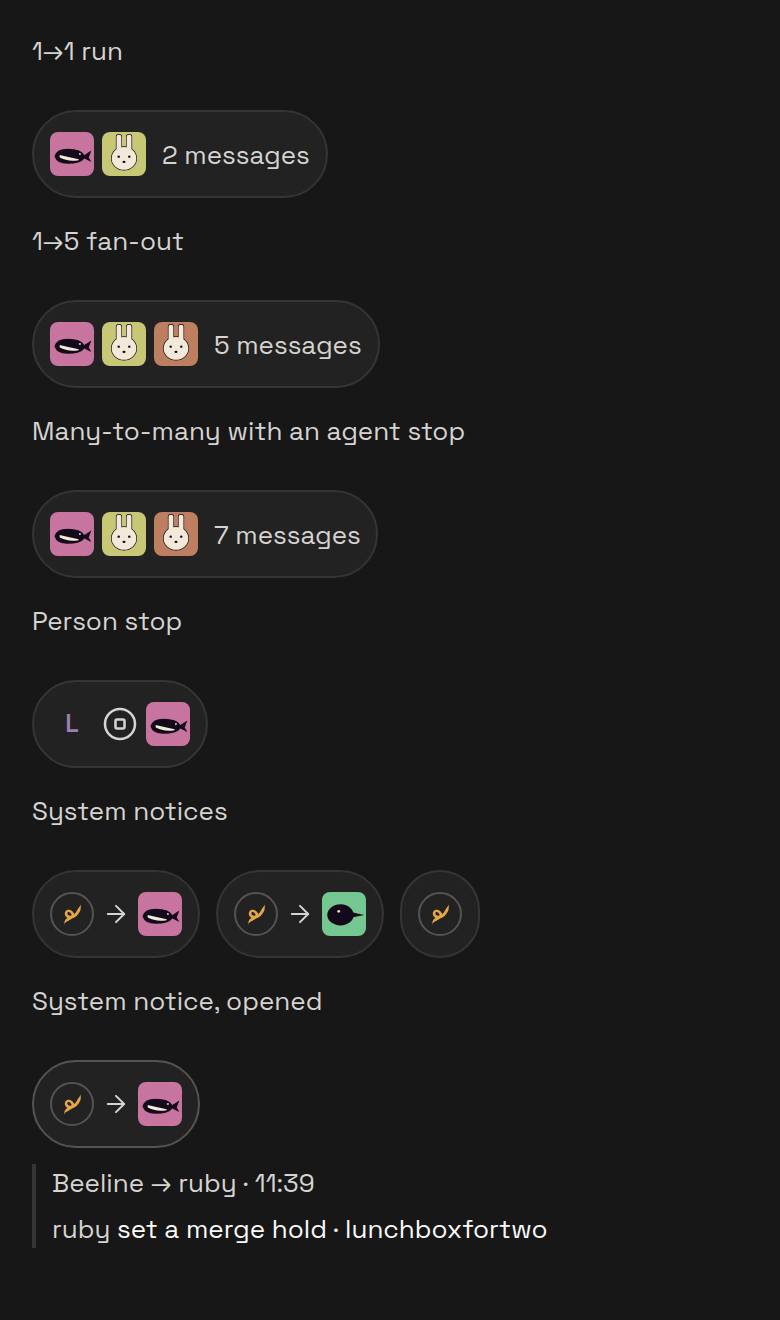 1→1 run
2 messages
1→5 fan-out
5 messages
Many-to-many with an agent stop
7 messages
Person stop
L
System notices
System notice, opened
Beeline → ruby · 11:39
ruby set a merge hold · lunchboxfortwo